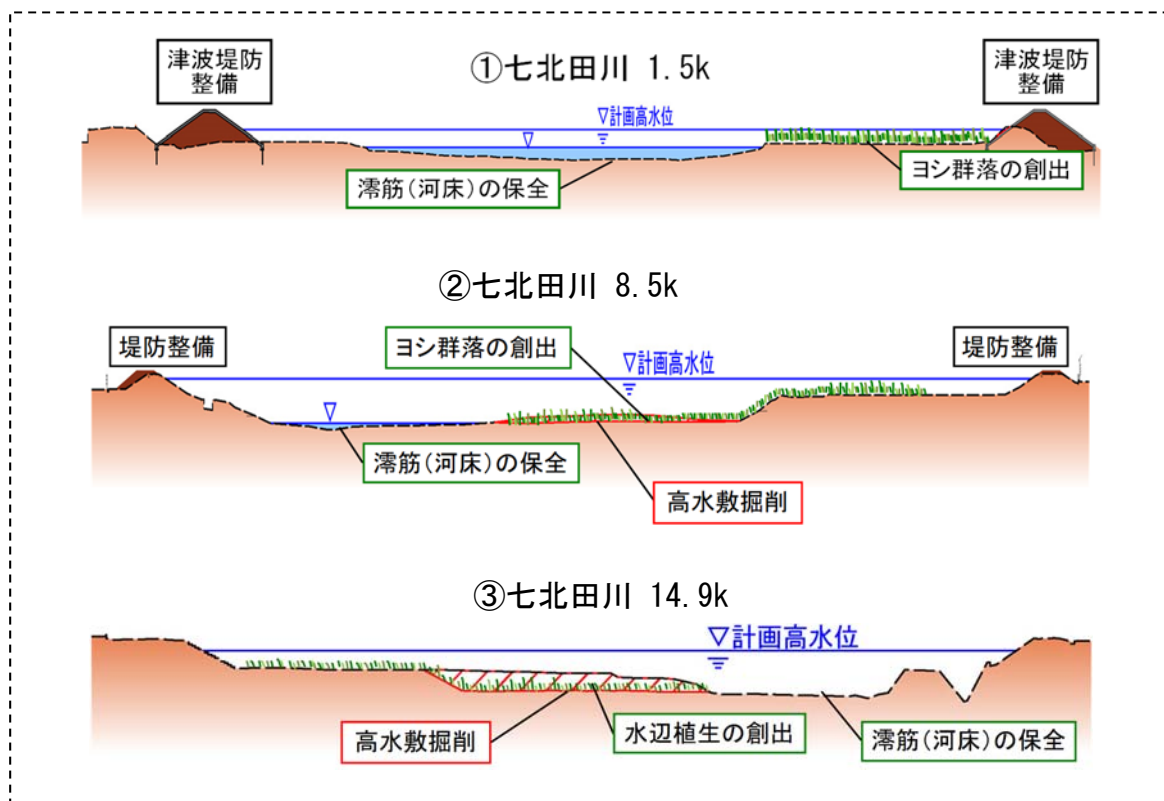 ①七北田川 1.5k
津波堤防
整備
津波堤防
整備
▽計画高水位
▽
澪筋(河床)の保全
ヨシ群落の創出
②七北田川 8.5k
堤防整備
ヨシ群落の創出
▽計画高水位
堤防整備
▽
澪筋(河床)の保全
高水敷掘削
③七北田川 14.9k
▽計画高水位
高水敷掘削
水辺植生の創出
澪筋(河床)の保全